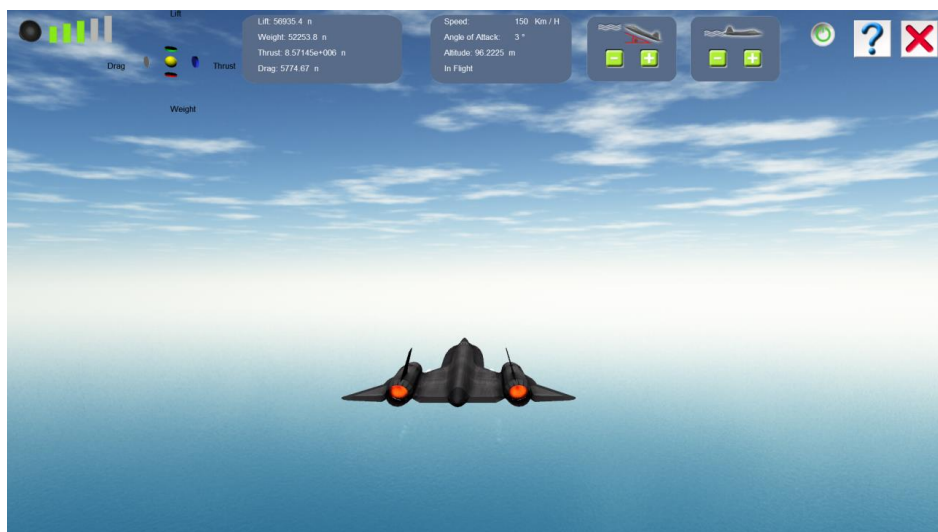 Lift
Drag
Thrust
Weight
Lift: 56935.4 n
Weight: 52253.8 n
Thrust: 8.57145e+006 n
Drag: 5774.67 n
Speed: 150 Km / H
Angle of Attack: 3 °
Altitude: 96.2225 m
In Flight
?